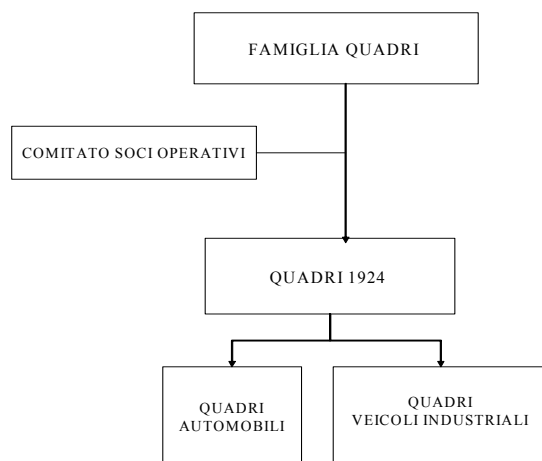 FAMIGLIA QUADRI
COMITATO SOCI OPERATIVI
QUADRI 1924
QUADRI
AUTOMOBILI
QUADRI
VEICOLI INDUSTRIALI